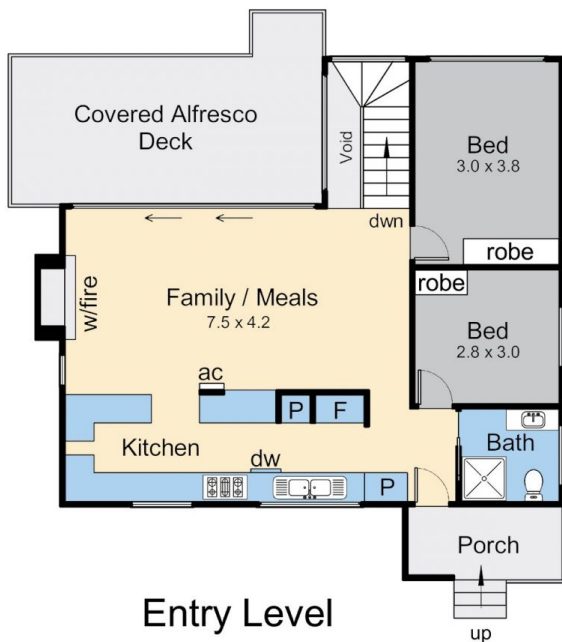 Covered Alfresco
Deck
Void
Bed
3.0 x 3.8
dwn
robe
robe
w/fire
Family / Meals
7.5 x 4.2
Bed
2.8 x 3.0
ac
P
F
Kitchen
dw
Bath
P
Porch
Entry Level
up